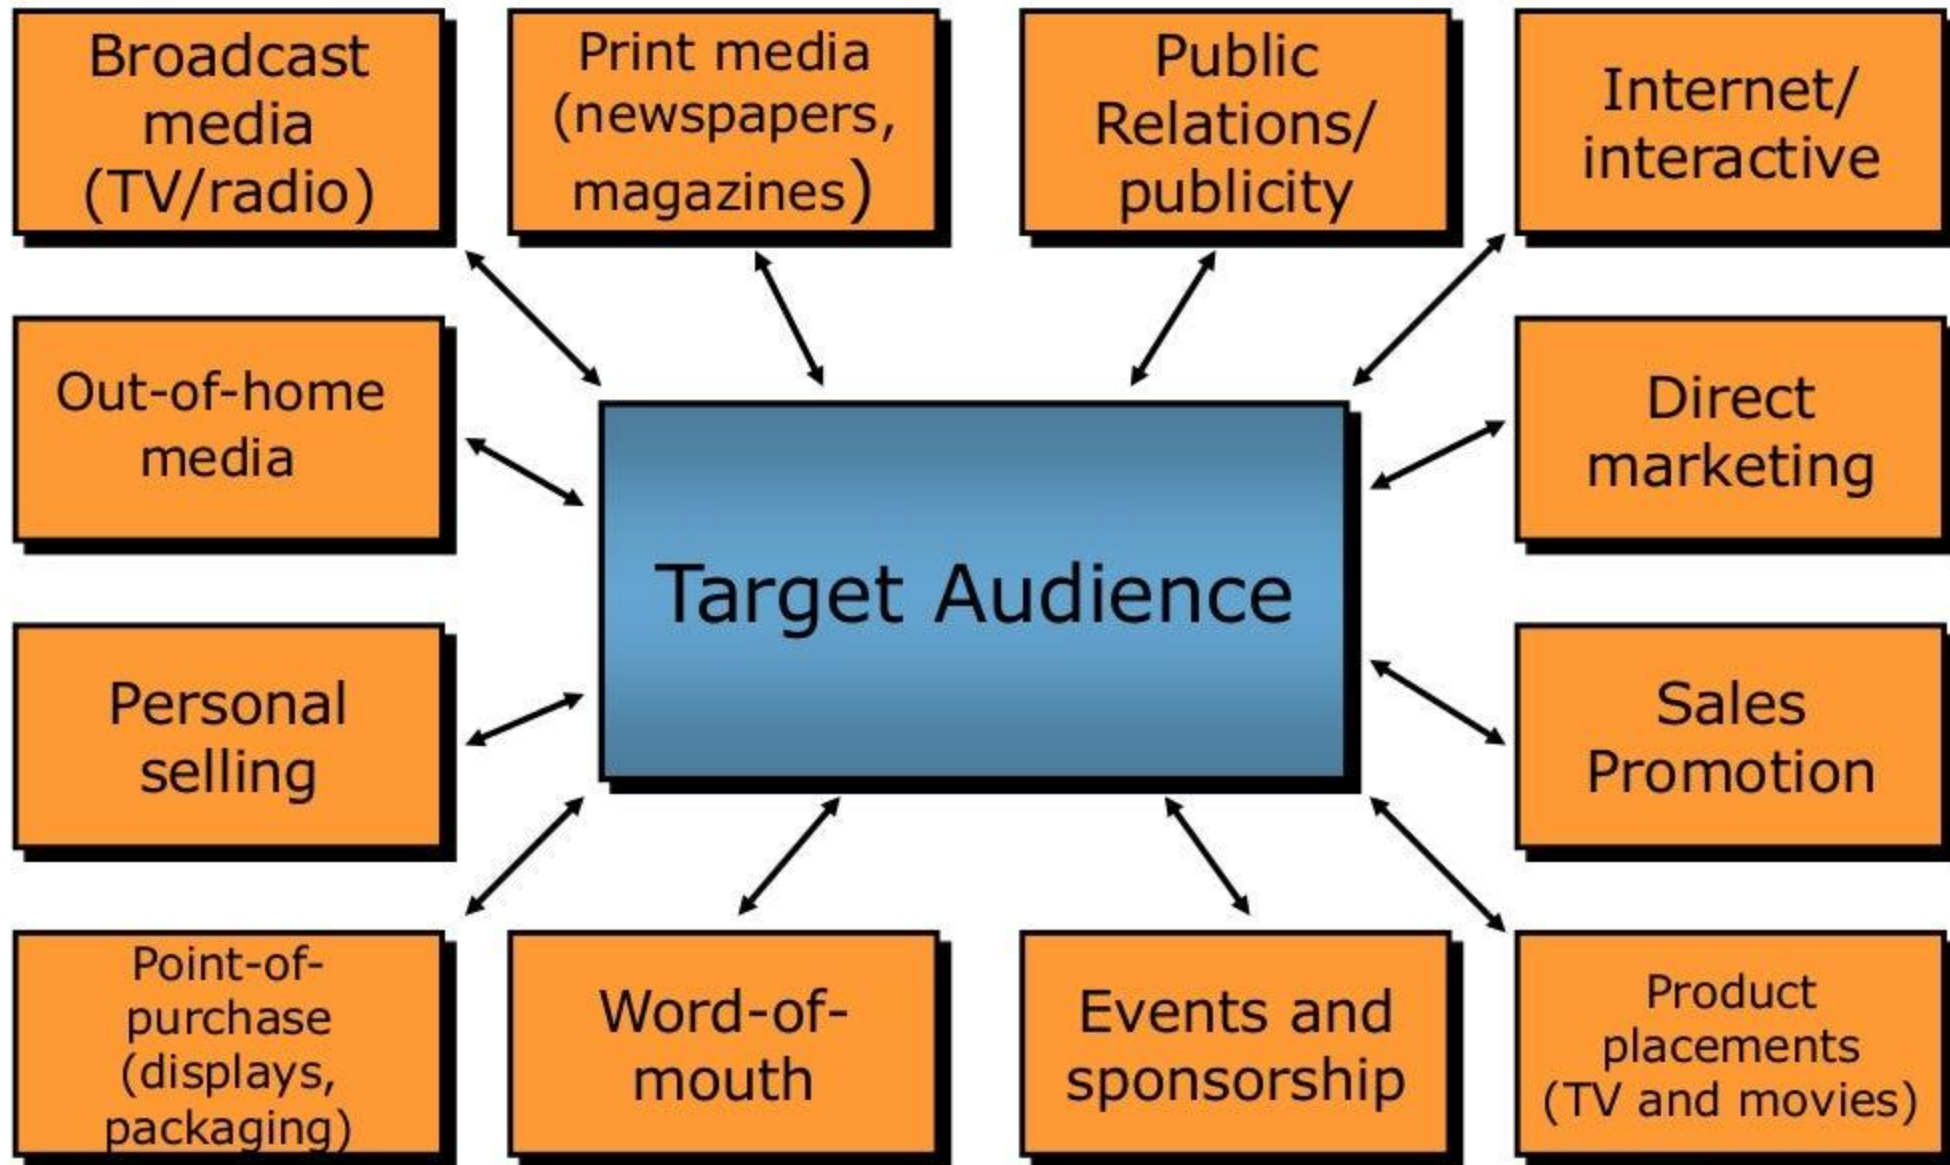 Broadcast
media
(TV/radio)
Print media
(newspapers,
magazines)
Public
Relations/
publicity
Internet/
interactive
Out-of-home
media
Direct
marketing
Target Audience
Personal
selling
Sales
Promotion
Point-of-
purchase
(displays,
packaging)
Word-of-
mouth
Events and
sponsorship
Product
placements
(TV and movies)